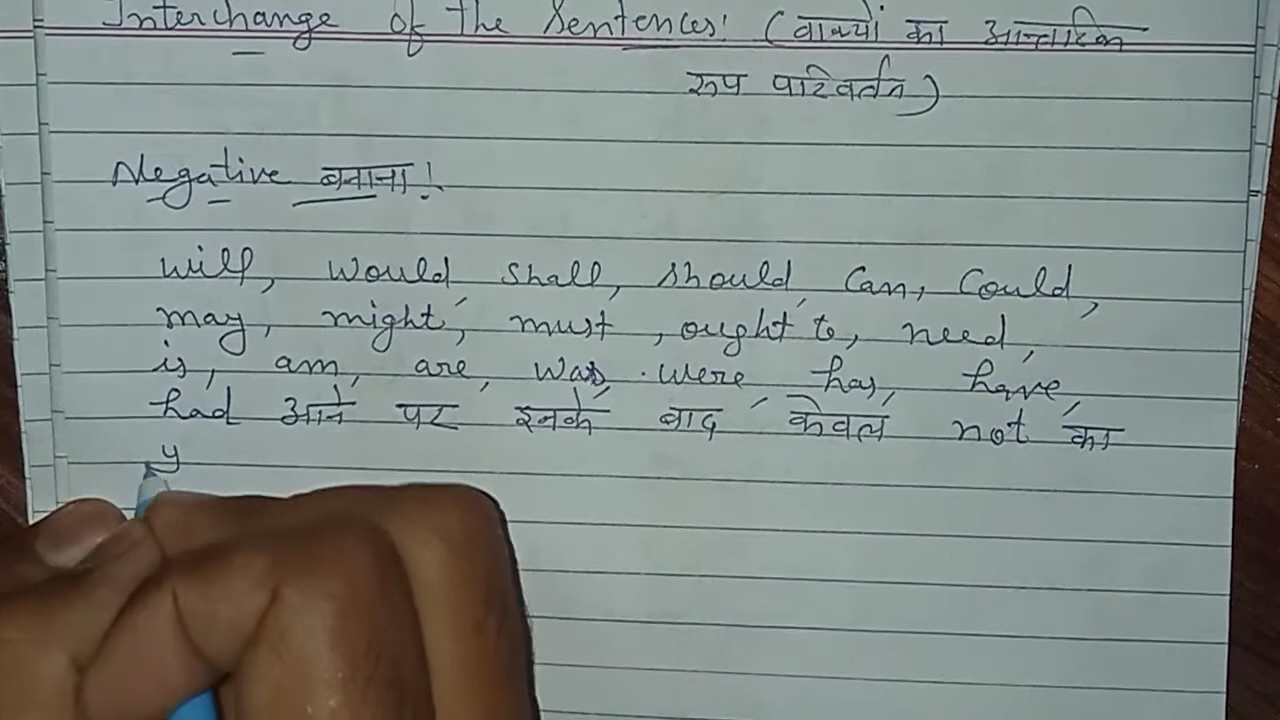 Interchange of the Sentences: (वाक्यों का आन्तरिक
रूप परिवर्तन)
Negative बनाना!
will, would, shall, should, can, could,
may, might, must, ought to, need,
is, am, are, was, were, has, have,
had आने पर इनके बाद केवल not का